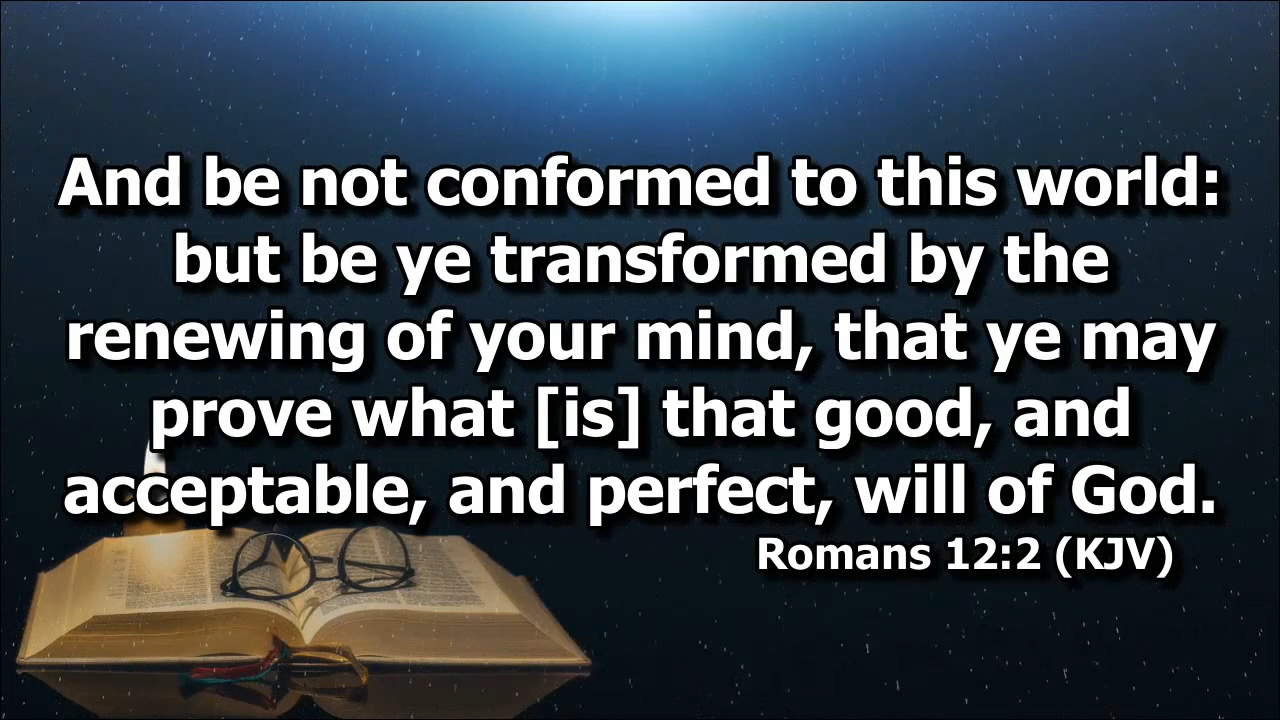 And be not conformed to this world:
but be ye transformed by the
renewing of your mind, that ye may
prove what [is] that good, and
acceptable, and perfect, will of God.
Romans 12:2 (KJV)